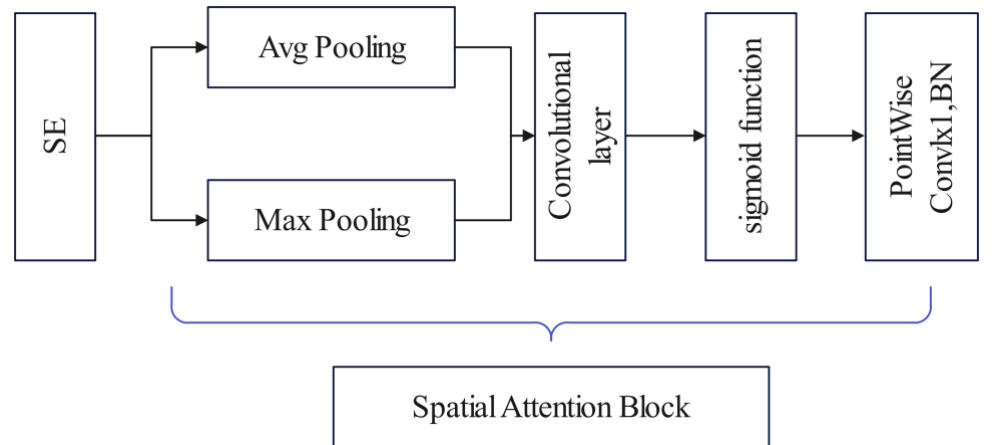 SE
Avg Pooling
Max Pooling
Convolutional
layer
sigmoid function
PointWise
Convlx1,BN
Spatial Attention Block